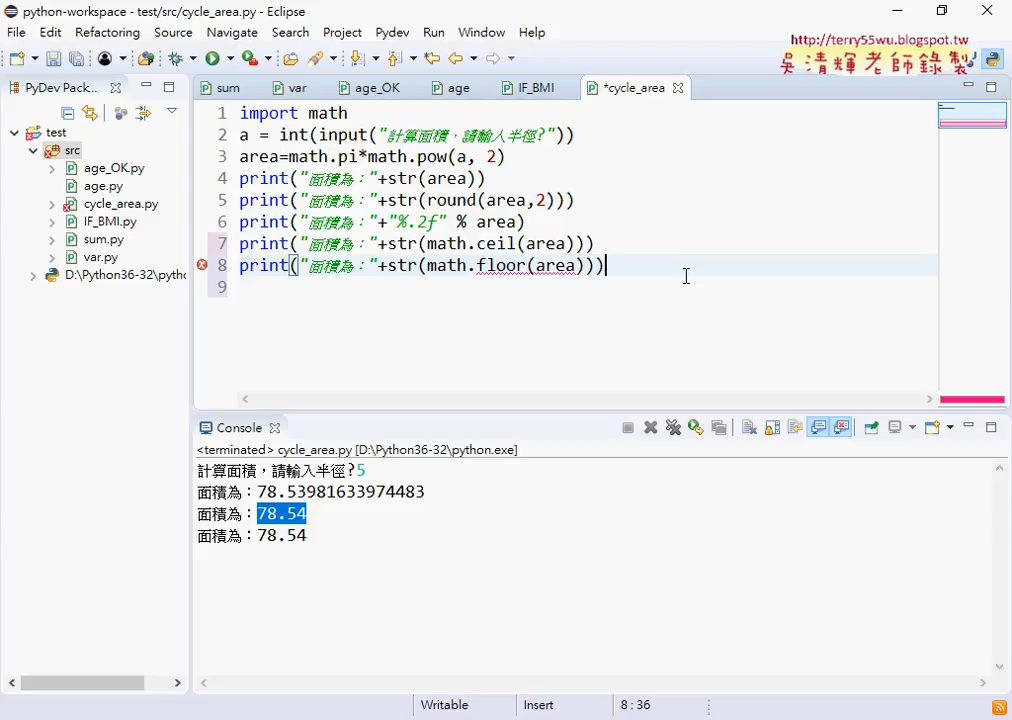 python-workspace - test/src/cycle_area.py - Eclipse
File Edit Refactoring Source Navigate Search Project Pydev Run Window Help
http://terry55wu.blogspot.tw
吳清輝老師錄製
PyDev Pack...
sum var age_OK age IF_BMI *cycle_area
test
src
age_OK.py
age.py
cycle_area.py
IF_BMI.py
sum.py
var.py
D:\Python36-32\pytho
1 import math
2 a = int(input("計算面積，請輸入半徑?"))
3 area=math.pi*math.pow(a, 2)
4 print("面積為："+str(area))
5 print("面積為："+str(round(area,2)))
6 print("面積為："+"%.2f" % area)
7 print("面積為："+str(math.ceil(area)))
8 print("面積為："+str(math.floor(area)))
9
Console
<terminated> cycle_area.py [D:\Python36-32\python.exe]
計算面積，請輸入半徑?5
面積為：78.53981633974483
面積為：78.54
面積為：78.54
Writable Insert 8 : 36